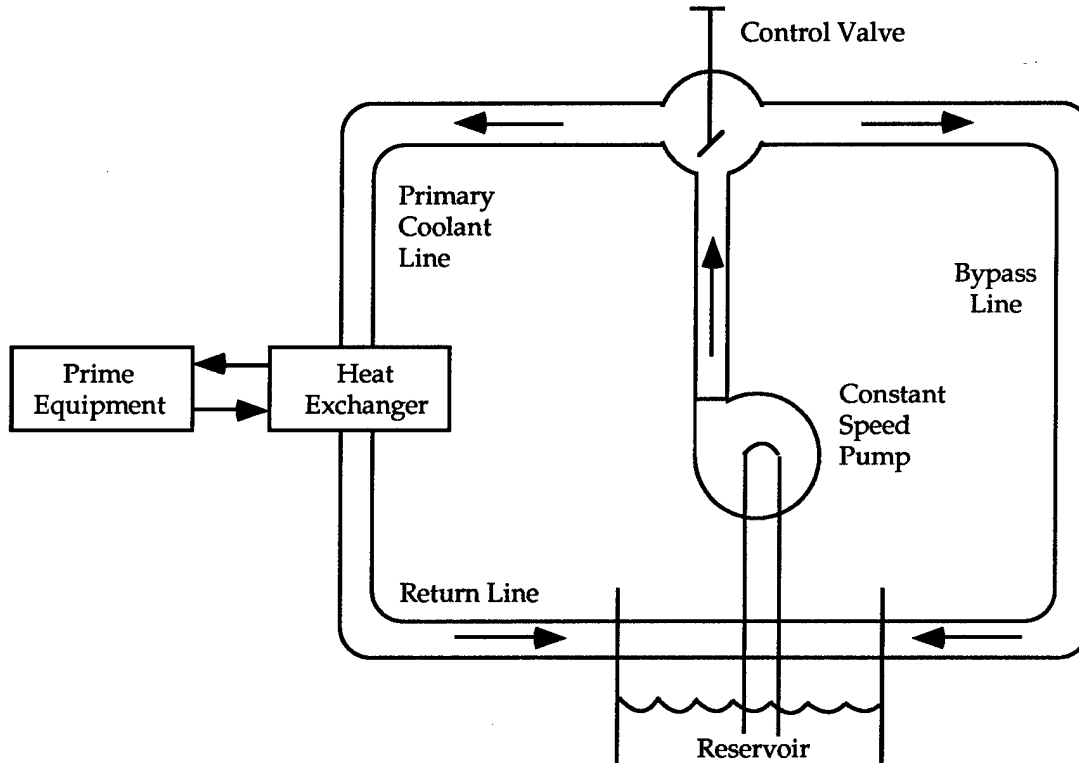 Control Valve
Primary
Coolant
Line
Bypass
Line
Prime
Equipment
Heat
Exchanger
Constant
Speed
Pump
Return Line
Reservoir